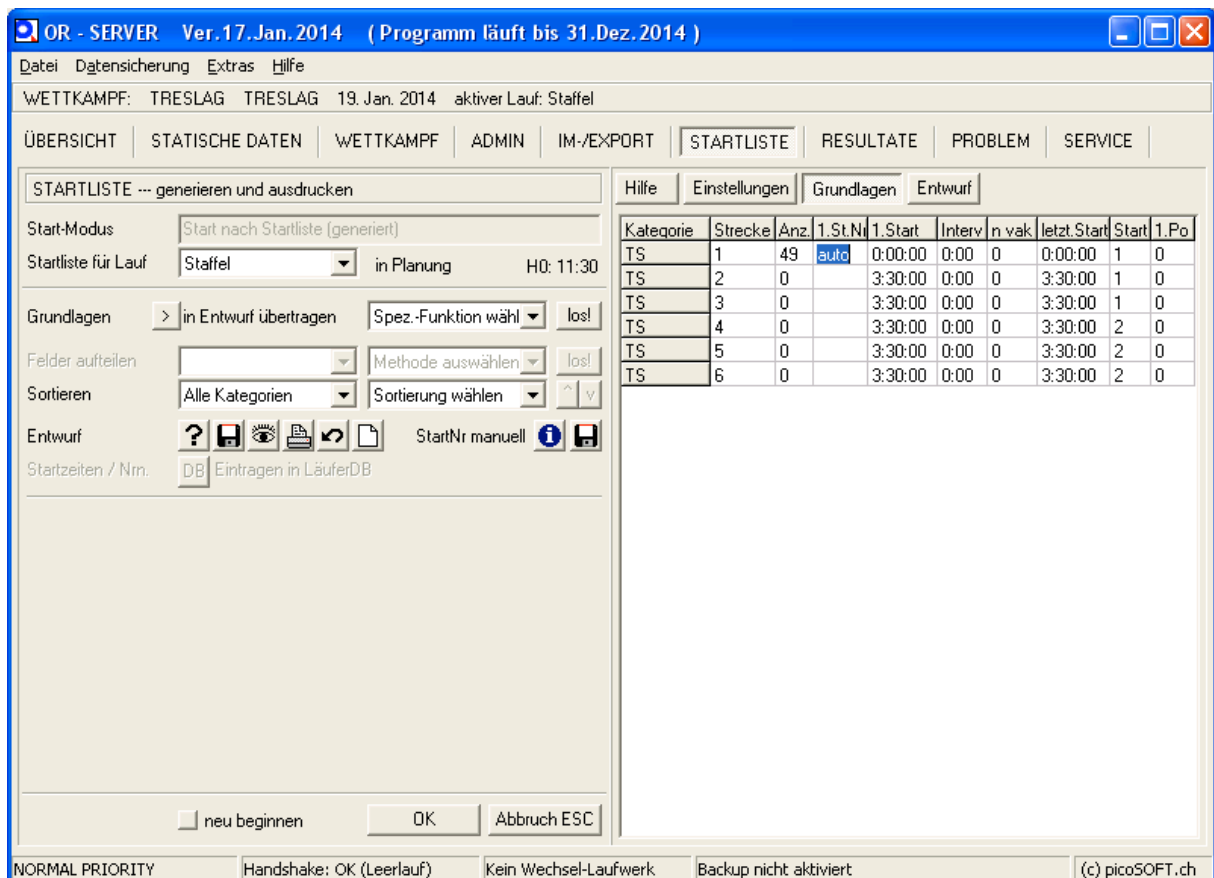 OR - SERVER Ver.17.Jan.2014 ( Programm läuft bis 31.Dez.2014 )
Datei Datensicherung Extras Hilfe
WETTKAMPF: TRESLAG TRESLAG 19. Jan. 2014 aktiver Lauf: Staffel
ÜBERSICHT STATISCHE DATEN WETTKAMPF ADMIN IM-/EXPORT STARTLISTE RESULTATE PROBLEM SERVICE
STARTLISTE --- generieren und ausdrucken
Start-Modus Start nach Startliste (generiert)
Startliste für Lauf Staffel in Planung H0: 11:30
Grundlagen > in Entwurf übertragen Spez.-Funktion wähl los!
Felder aufteilen Methode auswählen los!
Sortieren Alle Kategorien Sortierung wählen ^ v
Entwurf ? StartNr manuell i
Startzeiten / Nrn. DB Eintragen in LäuferDB
neu beginnen OK Abbruch ESC
Hilfe Einstellungen Grundlagen Entwurf
Kategorie Strecke Anz. 1.St.Nr 1.Start Interv n vak letzt.Start Start 1.Po
TS 1 49 auto 0:00:00 0:00 0 0:00:00 1 0
TS 2 0 3:30:00 0:00 0 3:30:00 1 0
TS 3 0 3:30:00 0:00 0 3:30:00 1 0
TS 4 0 3:30:00 0:00 0 3:30:00 2 0
TS 5 0 3:30:00 0:00 0 3:30:00 2 0
TS 6 0 3:30:00 0:00 0 3:30:00 2 0
NORMAL PRIORITY Handshake: OK (Leerlauf) Kein Wechsel-Laufwerk Backup nicht aktiviert (c) picoSOFT.ch